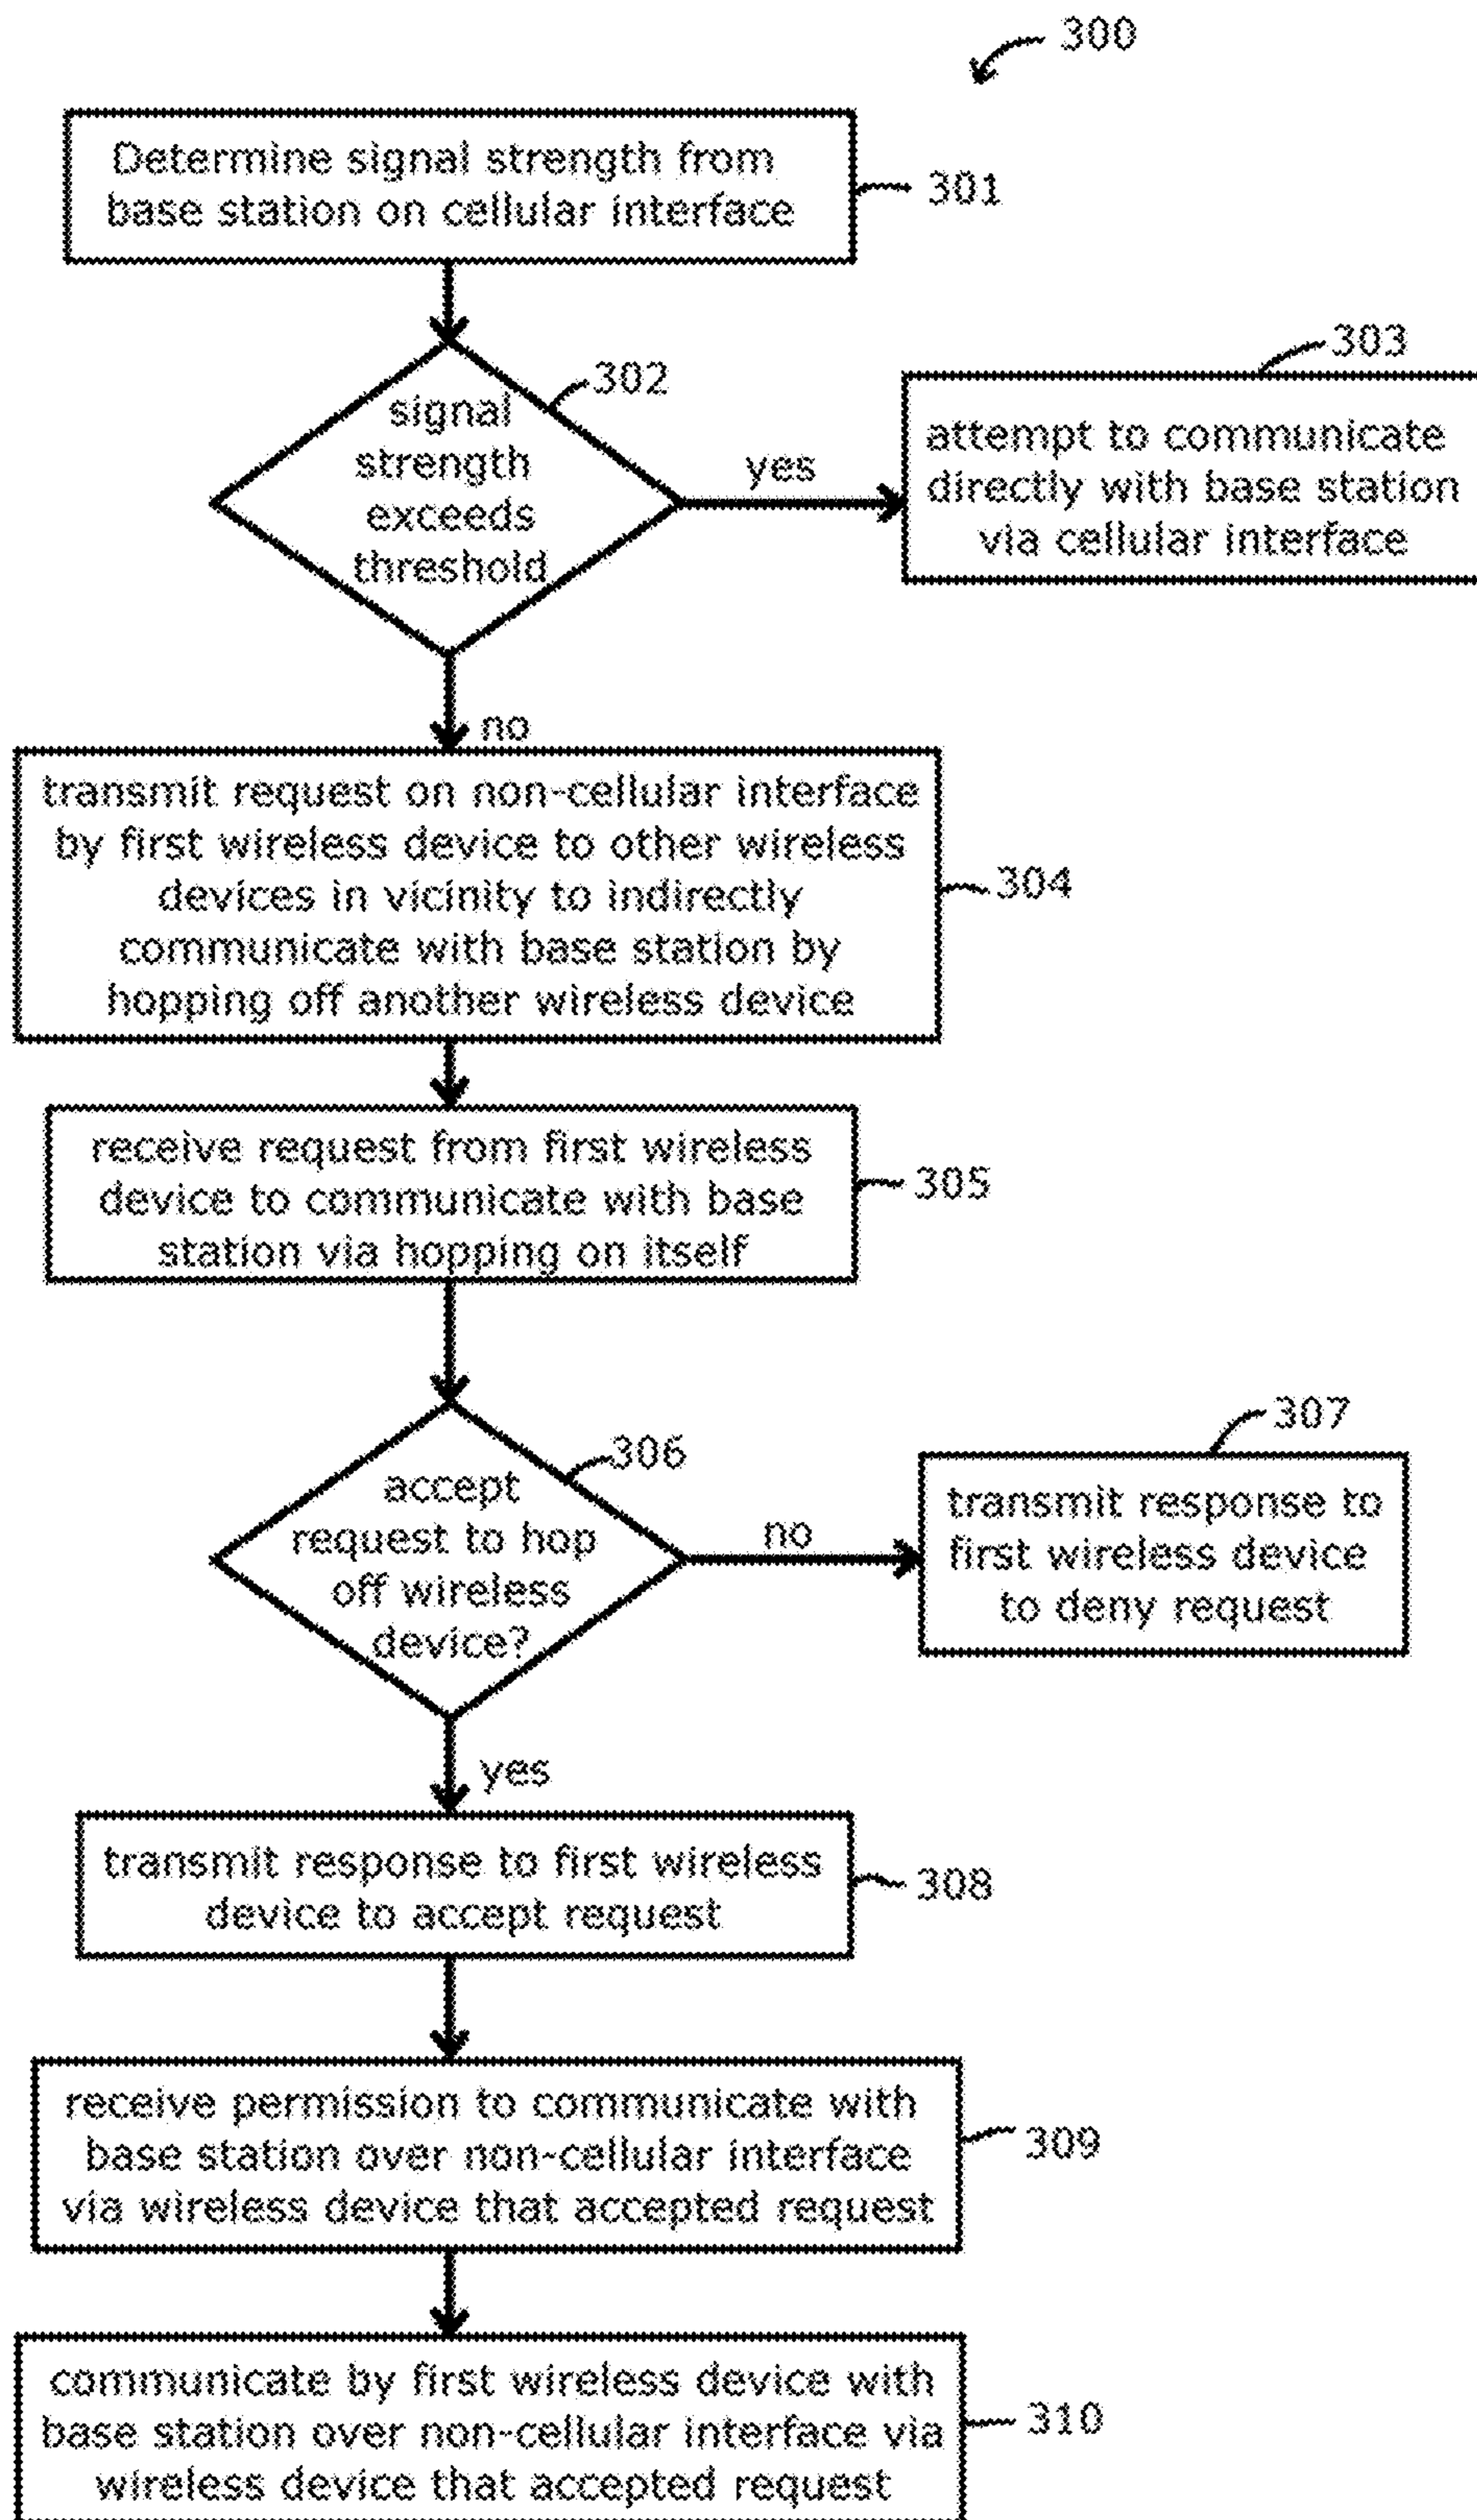 300
Determine signal strength from
base station on cellular interface
301
302
signal
strength
exceeds
threshold
yes
303
attempt to communicate
directly with base station
via cellular interface
no
transmit request on non-cellular interface
by first wireless device to other wireless
devices in vicinity to indirectly
communicate with base station by
hopping off another wireless device
304
receive request from first wireless
device to communicate with base
station via hopping on itself
305
306
accept
request to hop
off wireless
device?
no
307
transmit response to
first wireless device
to deny request
yes
transmit response to first wireless
device to accept request
308
receive permission to communicate with
base station over non-cellular interface
via wireless device that accepted request
309
communicate by first wireless device with
base station over non-cellular interface via
wireless device that accepted request
310